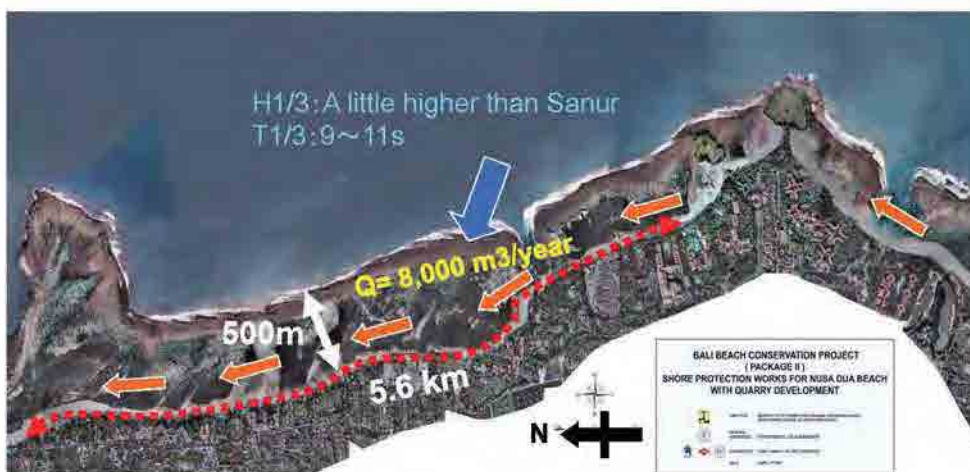 H1/3:A little higher than Sanur
T1/3:9～11s
Q= 8,000 m3/year
500m
5.6 km
N
BALI BEACH CONSERVATION PROJECT
( PACKAGE II )
SHORE PROTECTION WORKS FOR NUSA DUA BEACH
WITH QUARRY DEVELOPMENT